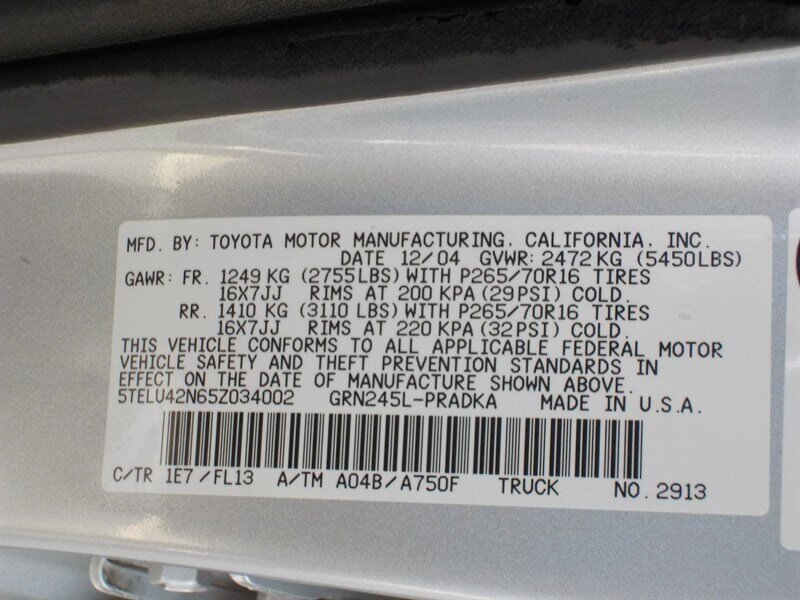 MFD. BY: TOYOTA MOTOR MANUFACTURING, CALIFORNIA, INC.
DATE 12/04 GVWR: 2472 KG (5450LBS)
GAWR: FR. 1249 KG (2755LBS) WITH P265/70R16 TIRES
16X7JJ RIMS AT 200 KPA (29PSI) COLD.
RR. 1410 KG (3110 LBS) WITH P265/70R16 TIRES
16X7JJ RIMS AT 220 KPA (32PSI) COLD.
THIS VEHICLE CONFORMS TO ALL APPLICABLE FEDERAL MOTOR
VEHICLE SAFETY AND THEFT PREVENTION STANDARDS IN
EFFECT ON THE DATE OF MANUFACTURE SHOWN ABOVE.
5TELU42N65Z034002 GRN245L-PRADKA MADE IN U.S.A.
C/TR 1E7/FL13 A/TM A04B/A750F TRUCK NO. 2913